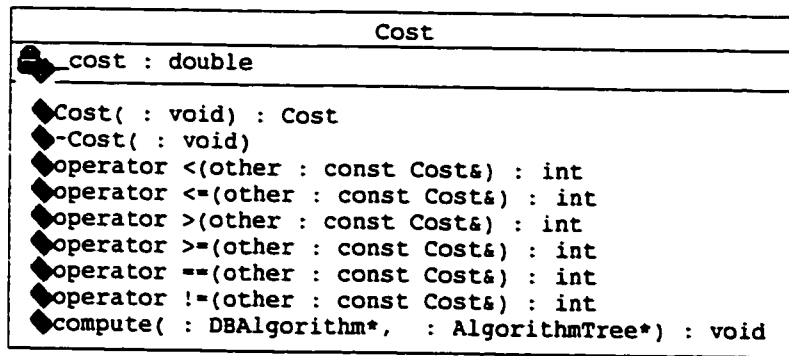 Cost
_cost : double
Cost( : void) : Cost
~Cost( : void)
operator <(other : const Cost&) : int
operator <=(other : const Cost&) : int
operator >(other : const Cost&) : int
operator >=(other : const Cost&) : int
operator ==(other : const Cost&) : int
operator !=(other : const Cost&) : int
compute( : DBAlgorithm*, : AlgorithmTree*) : void